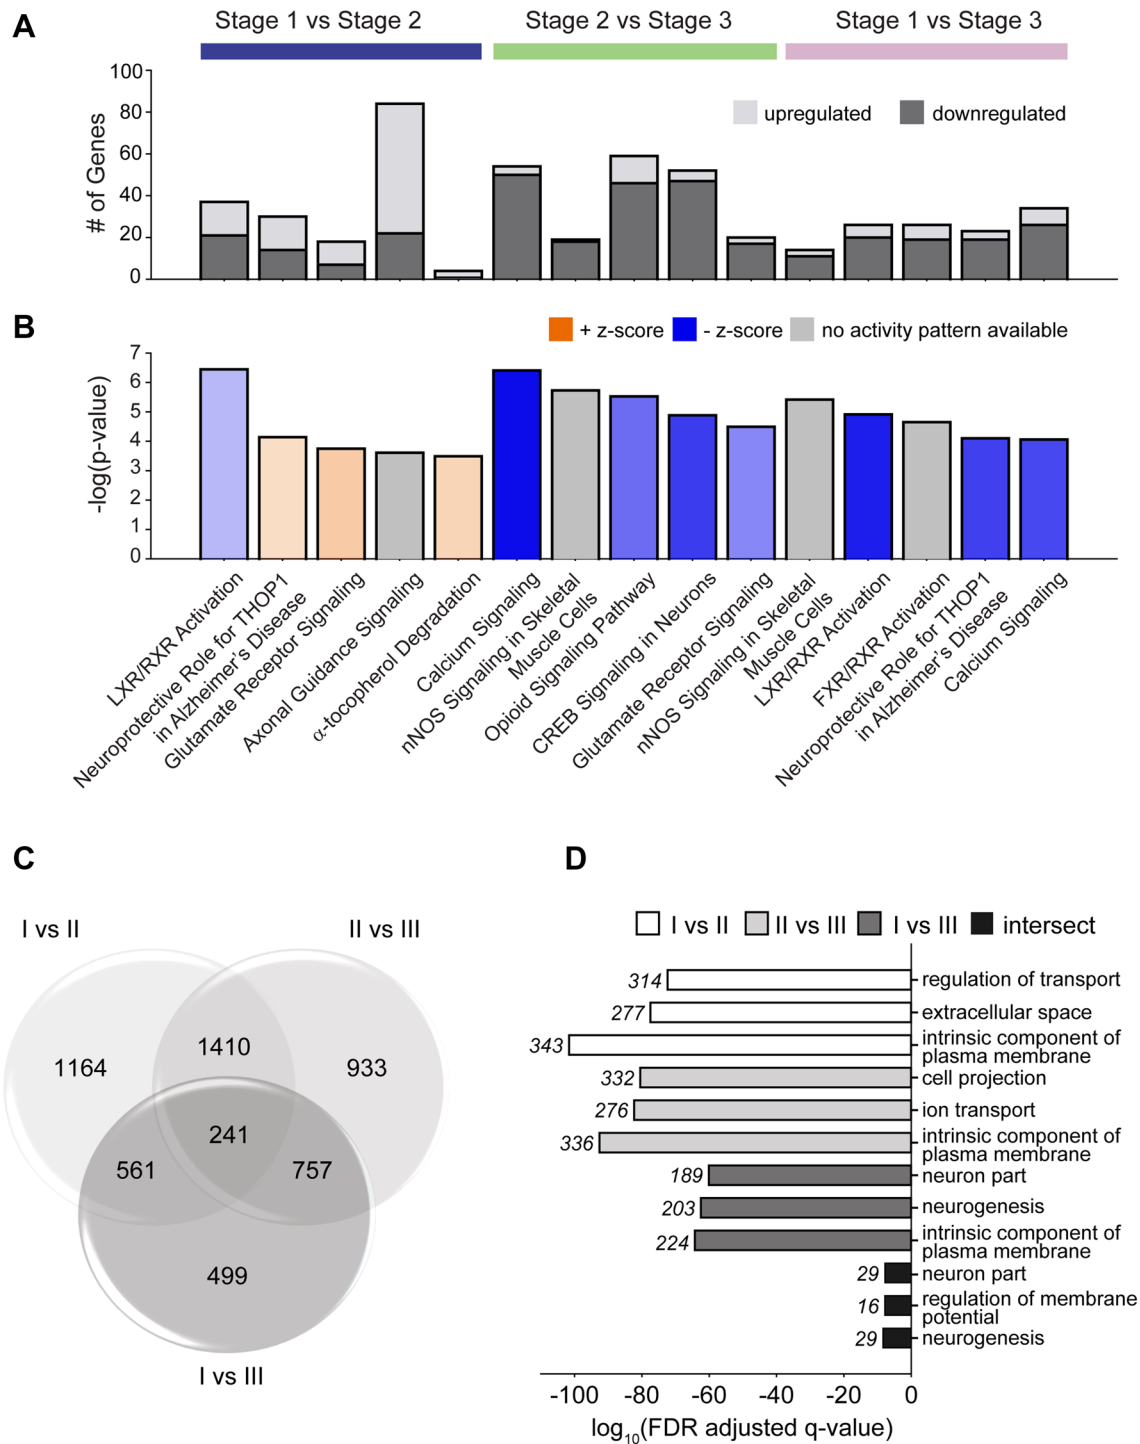 A
Stage 1 vs Stage 2
Stage 2 vs Stage 3
Stage 1 vs Stage 3
# of Genes
100
80
60
40
20
0
upregulated
downregulated
B
+ z-score
- z-score
no activity pattern available
-log(p-value)
7
6
5
4
3
2
1
0
LXR/RXR Activation
Neuroprotective Role for THOP1
in Alzheimer's Disease
Glutamate Receptor Signaling
Axonal Guidance Signaling
α-tocopherol Degradation
Calcium Signaling
nNOS Signaling in Skeletal
Muscle Cells
Opioid Signaling Pathway
CREB Signaling in Neurons
Glutamate Receptor Signaling
nNOS Signaling in Skeletal
Muscle Cells
LXR/RXR Activation
FXR/RXR Activation
Neuroprotective Role for THOP1
in Alzheimer's Disease
Calcium Signaling
C
I vs II
II vs III
1164
1410
933
241
561
757
499
I vs III
D
I vs II
II vs III
I vs III
intersect
314
regulation of transport
277
extracellular space
343
intrinsic component of
plasma membrane
332
cell projection
276
ion transport
336
intrinsic component of
plasma membrane
189
neuron part
203
neurogenesis
224
intrinsic component of
plasma membrane
29
neuron part
16
regulation of membrane
potential
29
neurogenesis
-100
-80
-60
-40
-20
0
log10(FDR adjusted q-value)